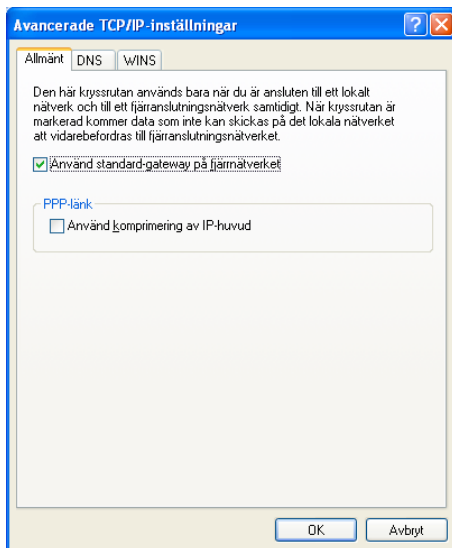 Avancerade TCP/IP-inställningar
Allmänt DNS WINS
Den här kryssrutan används bara när du är ansluten till ett lokalt
nätverk och till ett fjärranslutningsnätverk samtidigt. När kryssrutan är
markerad kommer data som inte kan skickas på det lokala nätverket
att vidarebefordras till fjärranslutningsnätverket.
Använd standard-gateway på fjärrnätverket
PPP-länk
Använd komprimering av IP-huvud
OK Avbryt